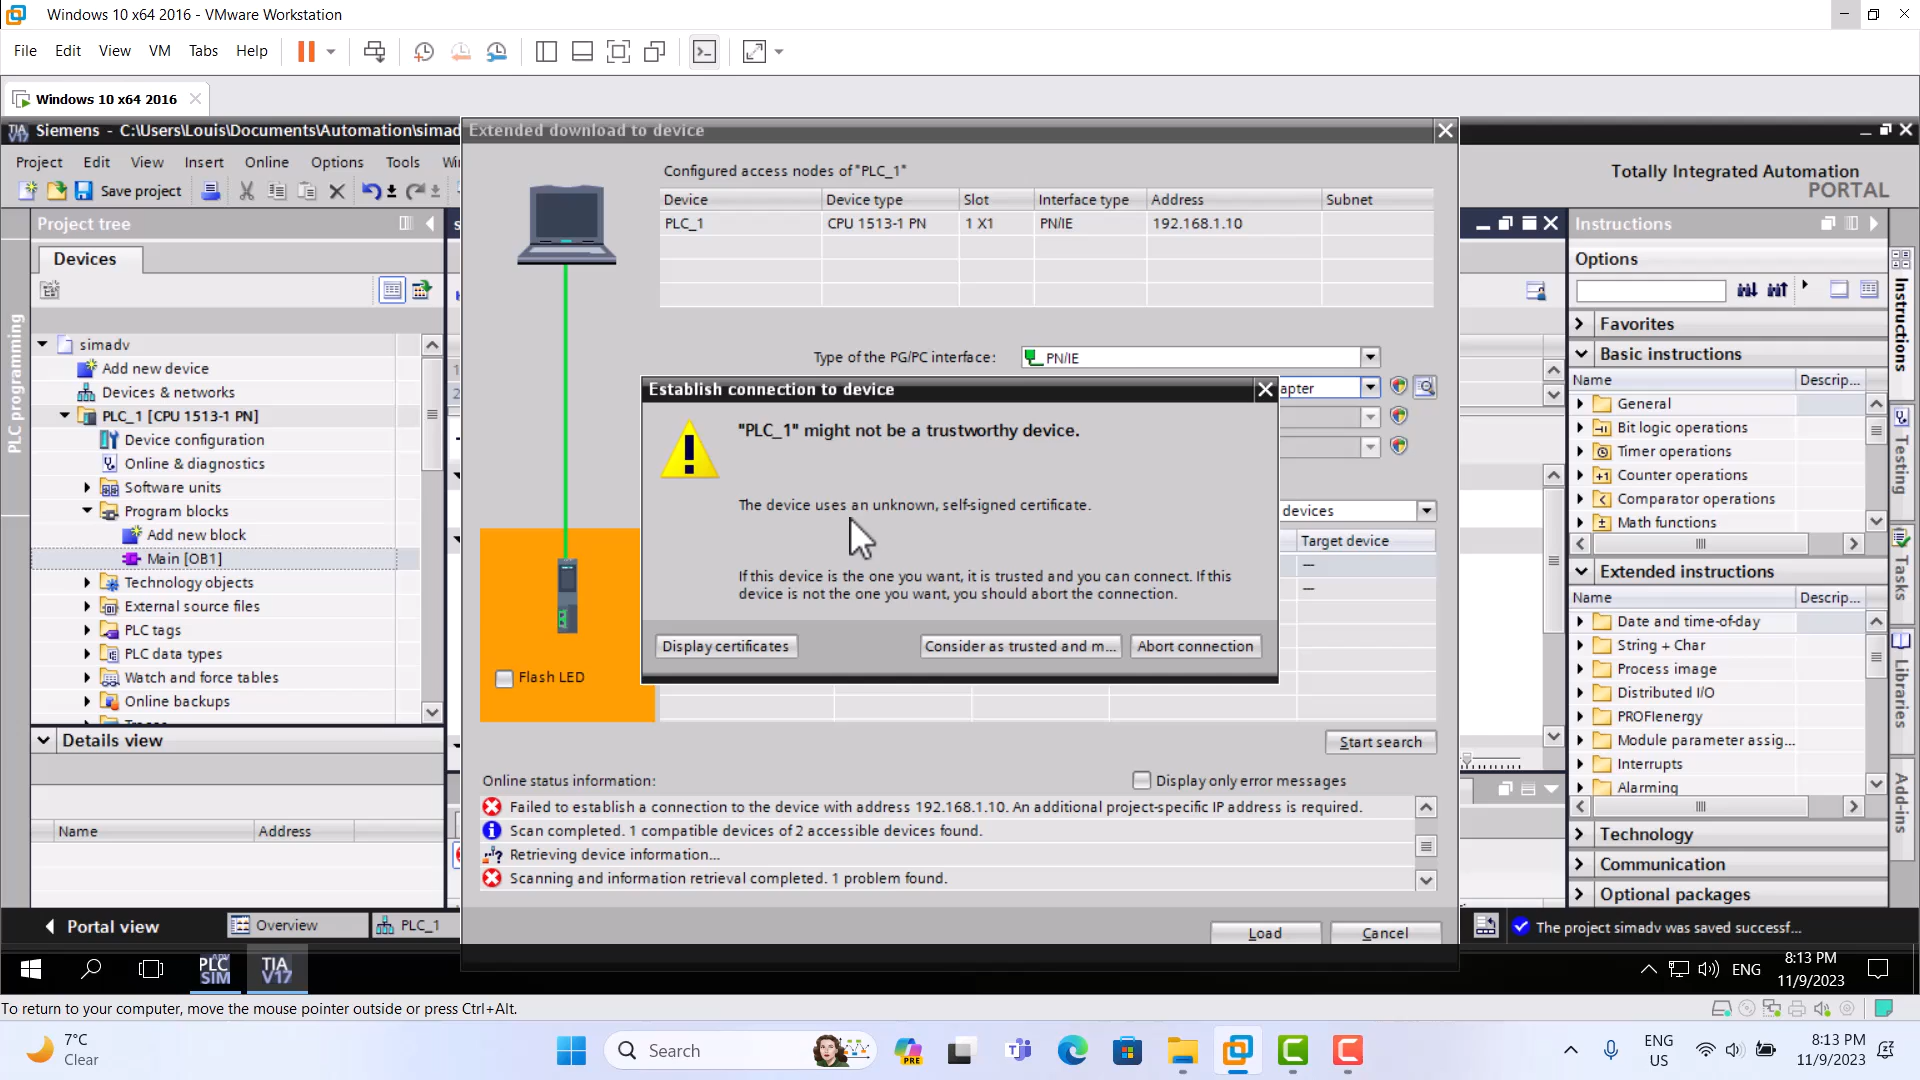 Windows 10 x64 2016 - VMware Workstation
File Edit View VM Tabs Help
Windows 10 x64 2016
Siemens - C:\Users\Louis\Documents\Automation\simad
Extended download to device
Project Edit View Insert Online Options Tools
Save project
Totally Integrated Automation
PORTAL
Project tree
Devices
PLC programming
simadv
Add new device
Devices & networks
PLC_1 [CPU 1513-1 PN]
Device configuration
Online & diagnostics
Software units
Program blocks
Add new block
Main [OB1]
Technology objects
External source files
PLC tags
PLC data types
Watch and force tables
Online backups
Details view
Name Address
Configured access nodes of "PLC_1"
Device Device type Slot Interface type Address Subnet
PLC_1 CPU 1513-1 PN 1 X1 PN/IE 192.168.1.10
Type of the PG/PC interface: PN/IE
apter
devices
Target device
—
—
Establish connection to device
"PLC_1" might not be a trustworthy device.
The device uses an unknown, self-signed certificate.
If this device is the one you want, it is trusted and you can connect. If this
device is not the one you want, you should abort the connection.
Display certificates Consider as trusted and m... Abort connection
Flash LED
Start search
Online status information: Display only error messages
Failed to establish a connection to the device with address 192.168.1.10. An additional project-specific IP address is required.
Scan completed. 1 compatible devices of 2 accessible devices found.
Retrieving device information...
Scanning and information retrieval completed. 1 problem found.
Load Cancel
Instructions
Options
Favorites
Basic instructions
Name Descrip...
General
Bit logic operations
Timer operations
Counter operations
Comparator operations
Math functions
Extended instructions
Name Descrip...
Date and time-of-day
String + Char
Process image
Distributed I/O
PROFIenergy
Module parameter assig...
Interrupts
Alarming
Technology
Communication
Optional packages
Instructions
Testing
Tasks
Libraries
Add-ins
Portal view Overview PLC_1
The project simadv was saved successf...
PLC SIM
TIA V17
ENG
8:13 PM
11/9/2023
To return to your computer, move the mouse pointer outside or press Ctrl+Alt.
7°C
Clear
Search
PRE
ENG
US
8:13 PM
11/9/2023